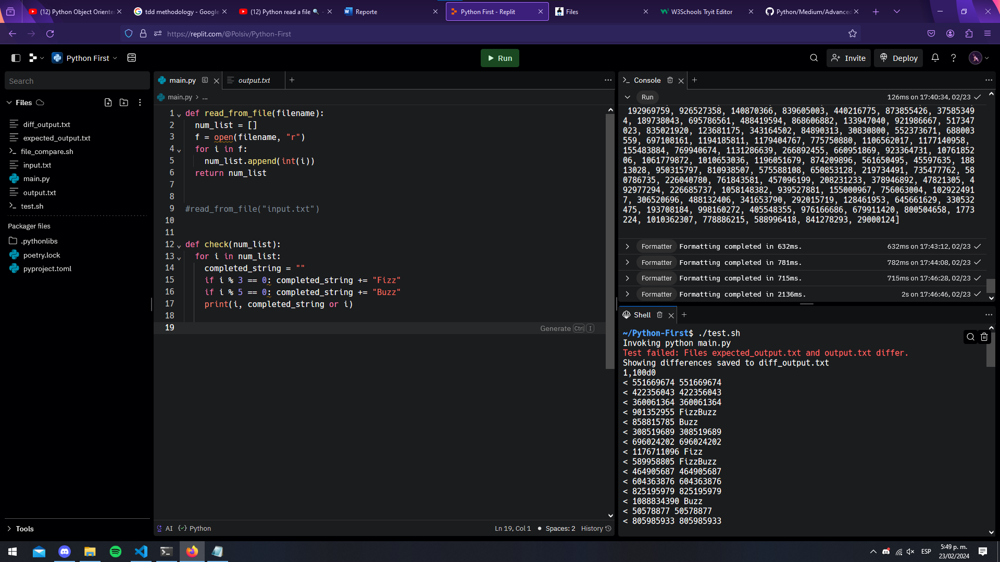 (12) Python Object Oriente
tdd methodology - Google
(12) Python read a file 🔍 -
Reporte
Python First - Replit
Files
W3Schools Tryit Editor
Python/Medium/Advanced
https://replit.com/@Polsiv/Python-First
Python First
Run
Invite
Deploy
Search
Files
diff_output.txt
expected_output.txt
file_compare.sh
input.txt
main.py
output.txt
test.sh
Packager files
.pythonlibs
poetry.lock
pyproject.toml
Tools
main.py
output.txt
main.py > ...
1 def read_from_file(filename):
2 num_list = []
3 f = open(filename, "r")
4 for i in f:
5 num_list.append(int(i))
6 return num_list
7
8
9 #read_from_file("input.txt")
10
11
12 def check(num_list):
13 for i in num_list:
14 completed_string = ""
15 if i % 3 == 0: completed_string += "Fizz"
16 if i % 5 == 0: completed_string += "Buzz"
17 print(i, completed_string or i)
18
19
Generate Ctrl I
AI {✓} Python
Ln 19, Col 1 ● Spaces: 2 History
Console
Run 126ms on 17:40:34, 02/23
192969759, 926527358, 140870366, 839605003, 440216775, 873855426, 37585349
4, 189738043, 695786561, 488419594, 868606882, 133947040, 921986667, 517347
023, 835021920, 123681175, 343164502, 84890313, 30830800, 552373671, 688003
559, 697108161, 1194185811, 1179404767, 775750880, 1106562017, 1177140958,
155483884, 769940674, 1131286639, 266892455, 660951869, 923364731, 10761852
06, 1061779872, 1010653036, 1196051679, 874209896, 561650495, 45597635, 188
13028, 950315797, 810938507, 575588108, 650853128, 219734491, 735477762, 58
0786735, 226040780, 761843581, 457096199, 208231233, 378946892, 47821305, 4
92977294, 226685737, 1058148382, 939527881, 155000967, 756063004, 102922491
7, 306520696, 488132406, 341653790, 292015719, 128461953, 645661629, 330532
475, 193708184, 998160272, 405548355, 976166686, 679911420, 800504658, 1773
224, 1010362307, 778886215, 588996418, 841278293, 29000124]
Formatter Formatting completed in 632ms. 632ms on 17:43:12, 02/23
Formatter Formatting completed in 781ms. 782ms on 17:44:08, 02/23
Formatter Formatting completed in 715ms. 715ms on 17:46:28, 02/23
Formatter Formatting completed in 2136ms. 2s on 17:46:46, 02/23
Shell
~/Python-First$ ./test.sh
Invoking python main.py
Test failed: Files expected_output.txt and output.txt differ.
Showing differences saved to diff_output.txt
1,100d0
< 551669674 551669674
< 422356043 422356043
< 360061364 360061364
< 901352955 FizzBuzz
< 858815785 Buzz
< 308519689 308519689
< 696024202 696024202
< 1176711096 Fizz
< 589958805 FizzBuzz
< 464905687 464905687
< 604363876 604363876
< 825195979 825195979
< 1088834390 Buzz
< 50578877 50578877
< 805985933 805985933
ESP
5:49 p. m.
23/02/2024